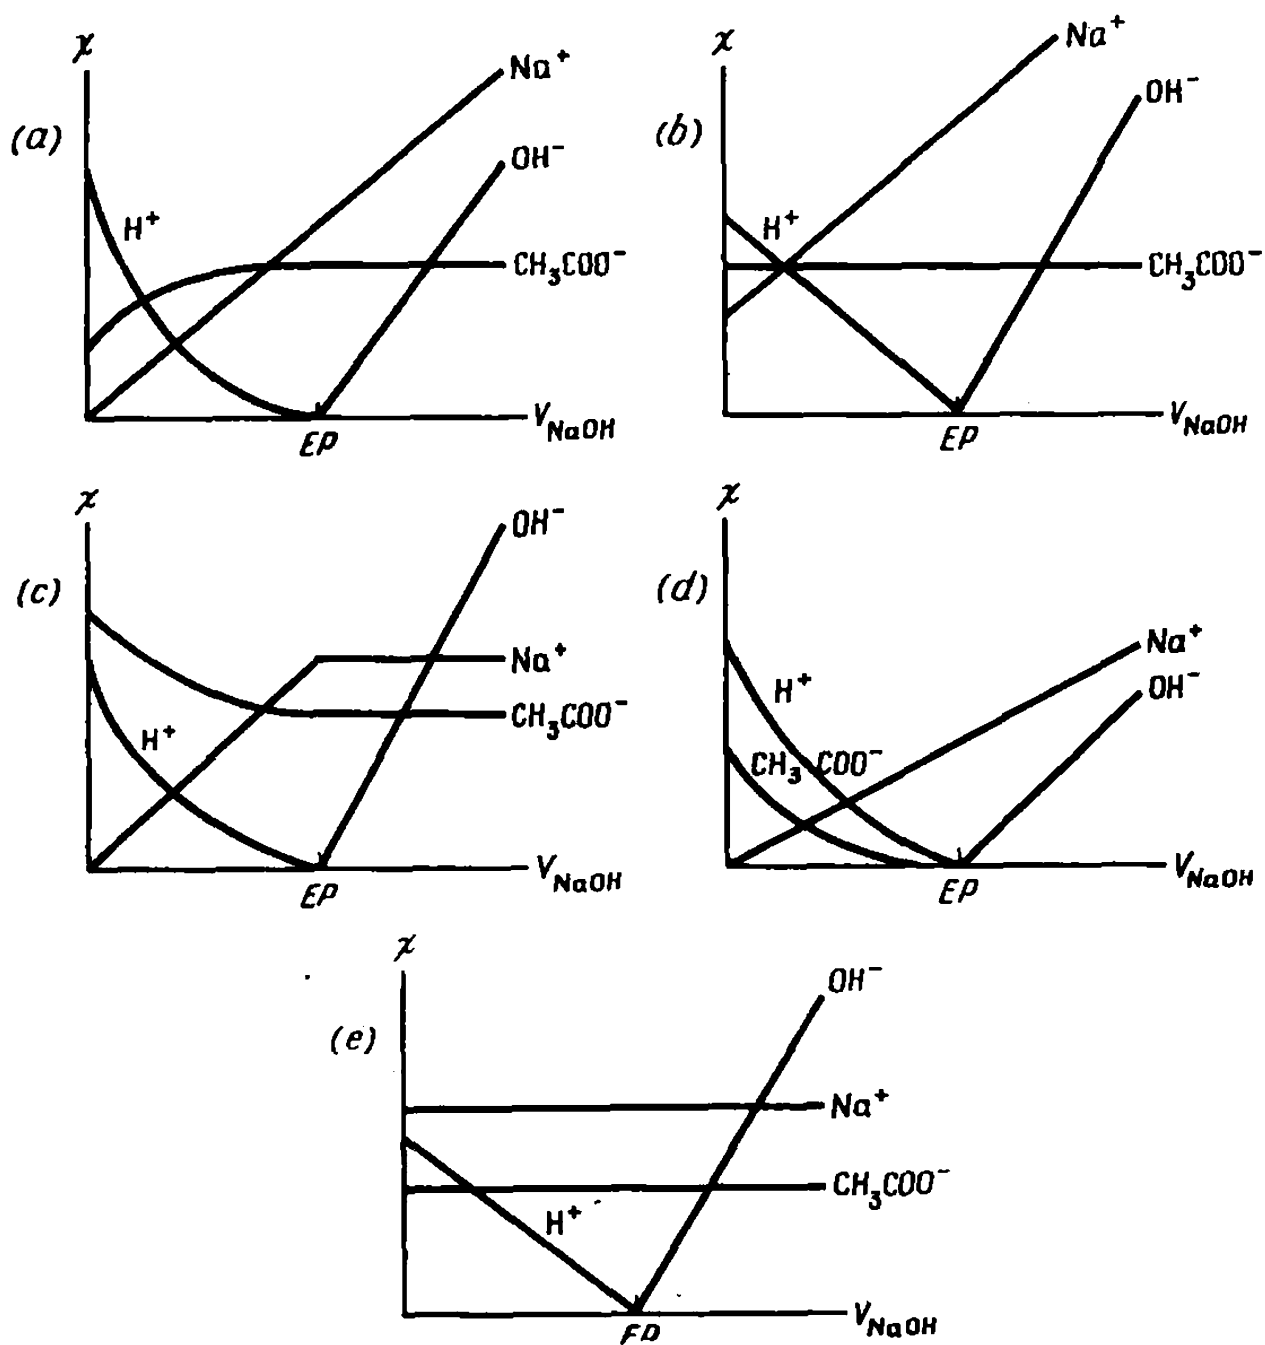 (a)
χ
Na⁺
OH⁻
H⁺
CH₃COO⁻
EP
V_NaOH
(b)
χ
Na⁺
OH⁻
H⁺
CH₃COO⁻
EP
V_NaOH
(c)
χ
OH⁻
Na⁺
CH₃COO⁻
H⁺
EP
V_NaOH
(d)
χ
Na⁺
OH⁻
H⁺
CH₃COO⁻
EP
V_NaOH
(e)
χ
OH⁻
Na⁺
CH₃COO⁻
H⁺
EP
V_NaOH